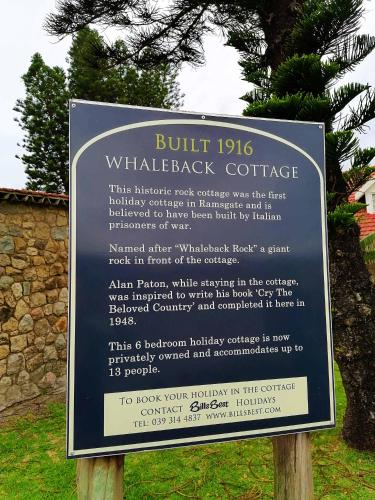 BUILT 1916
WHALEBACK COTTAGE
This historic rock cottage was the first
holiday cottage in Ramsgate and is
believed to have been built by Italian
prisoners of war.
Named after "Whaleback Rock" a giant
rock in front of the cottage.
Alan Paton, while staying in the cottage,
was inspired to write his book 'Cry The
Beloved Country' and completed it here in
1948.
This 6 bedroom holiday cottage is now
privately owned and accommodates up to
13 people.
TO BOOK YOUR HOLIDAY IN THE COTTAGE
CONTACT BillsBest HOLIDAYS
TEL: 039 314 4837 WWW.BILLSBEST.COM